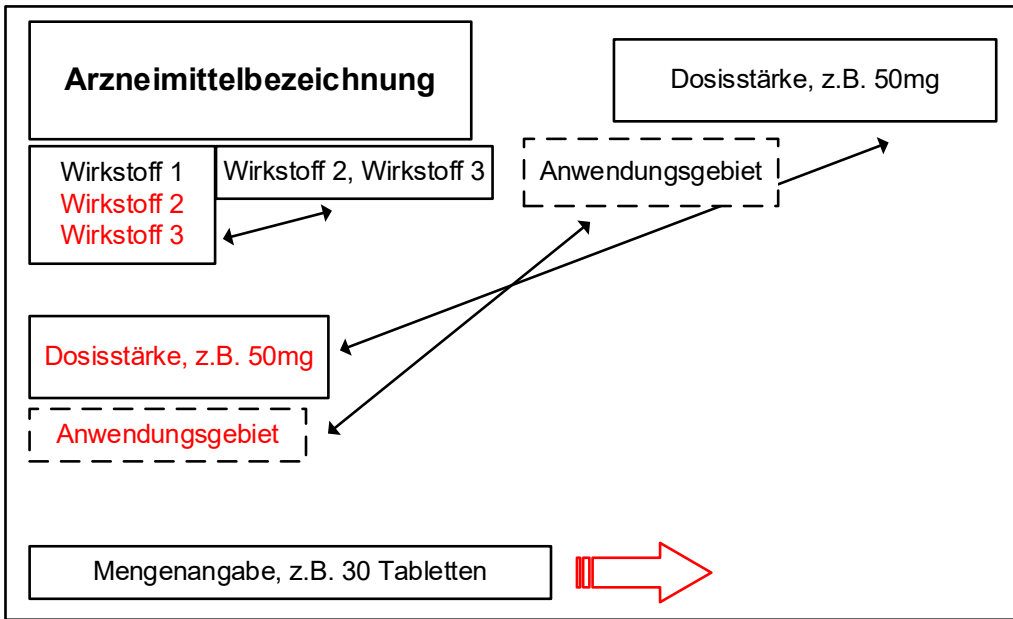 Arzneimittelbezeichnung
Dosisstärke, z.B. 50mg
Wirkstoff 1
Wirkstoff 2
Wirkstoff 3
Wirkstoff 2, Wirkstoff 3
Anwendungsgebiet
Dosisstärke, z.B. 50mg
Anwendungsgebiet
Mengenangabe, z.B. 30 Tabletten